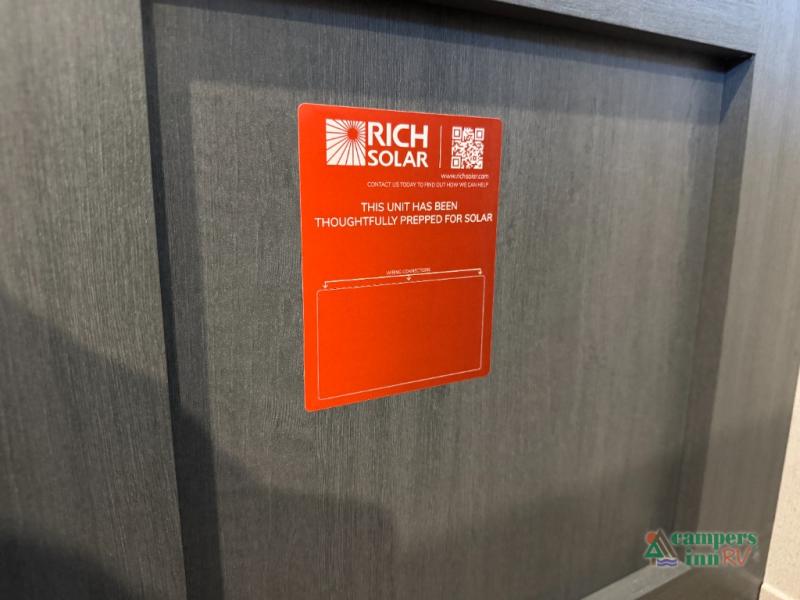 RICH
SOLAR
www.richsolar.com
CONTACT US TODAY TO FIND OUT HOW WE CAN HELP
THIS UNIT HAS BEEN
THOUGHTFULLY PREPPED FOR SOLAR
WIRING CONNECTIONS
campers
inn RV